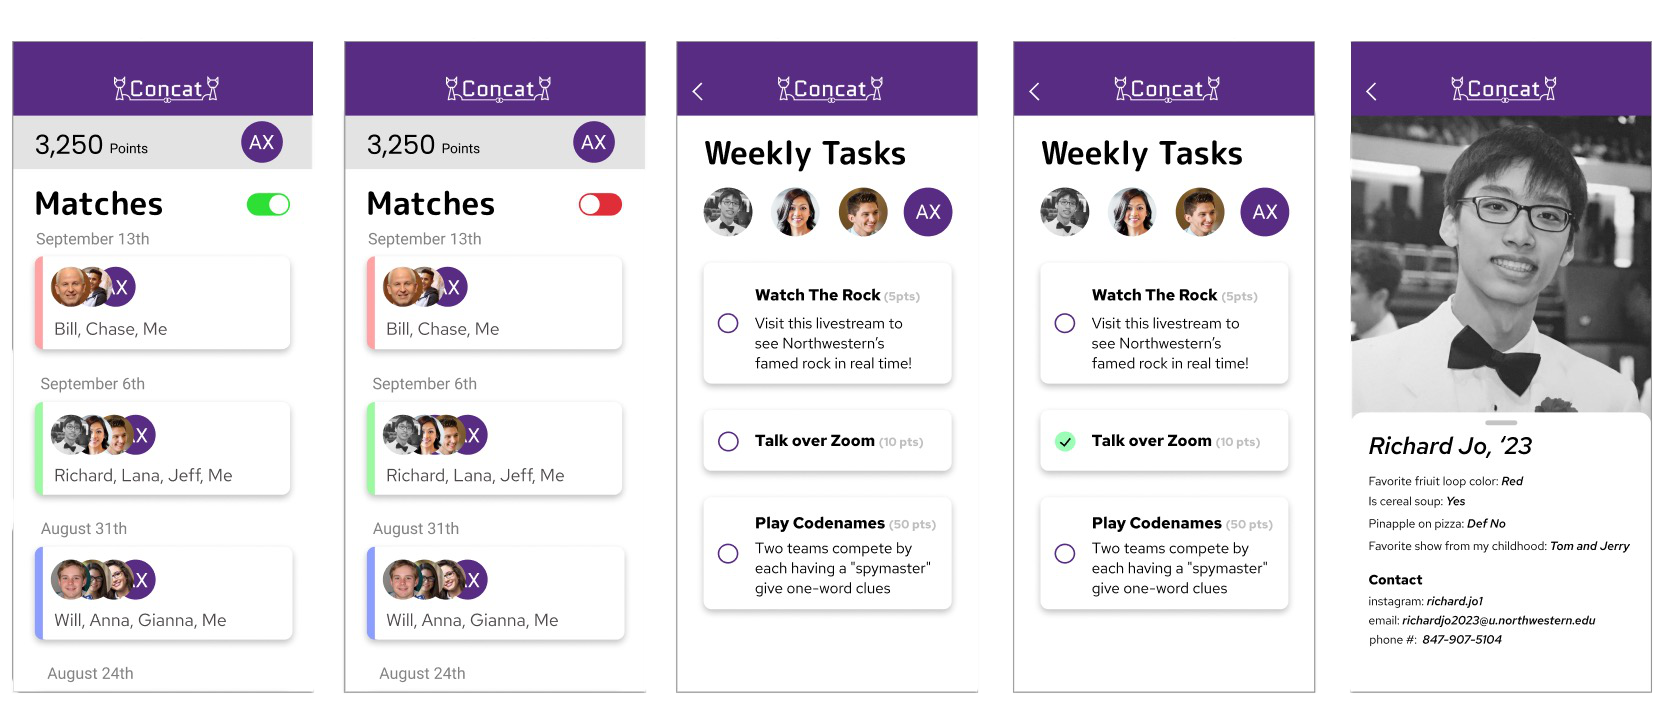 Concat
3,250 Points
AX
Matches
September 13th
AX
Bill, Chase, Me
September 6th
AX
Richard, Lana, Jeff, Me
August 31th
AX
Will, Anna, Gianna, Me
August 24th
Concat
3,250 Points
AX
Matches
September 13th
AX
Bill, Chase, Me
September 6th
AX
Richard, Lana, Jeff, Me
August 31th
AX
Will, Anna, Gianna, Me
August 24th
Concat
Weekly Tasks
AX
Watch The Rock (5pts)
Visit this livestream to
see Northwestern's
famed rock in real time!
Talk over Zoom (10 pts)
Play Codenames (50 pts)
Two teams compete by
each having a "spymaster"
give one-word clues
Concat
Weekly Tasks
AX
Watch The Rock (5pts)
Visit this livestream to
see Northwestern's
famed rock in real time!
Talk over Zoom (10 pts)
Play Codenames (50 pts)
Two teams compete by
each having a "spymaster"
give one-word clues
Concat
Richard Jo, ‘23
Favorite friuit loop color: Red
Is cereal soup: Yes
Pinapple on pizza: Def No
Favorite show from my childhood: Tom and Jerry
Contact
instagram: richard.jo1
email: richardjo2023@u.northwestern.edu
phone #: 847-907-5104